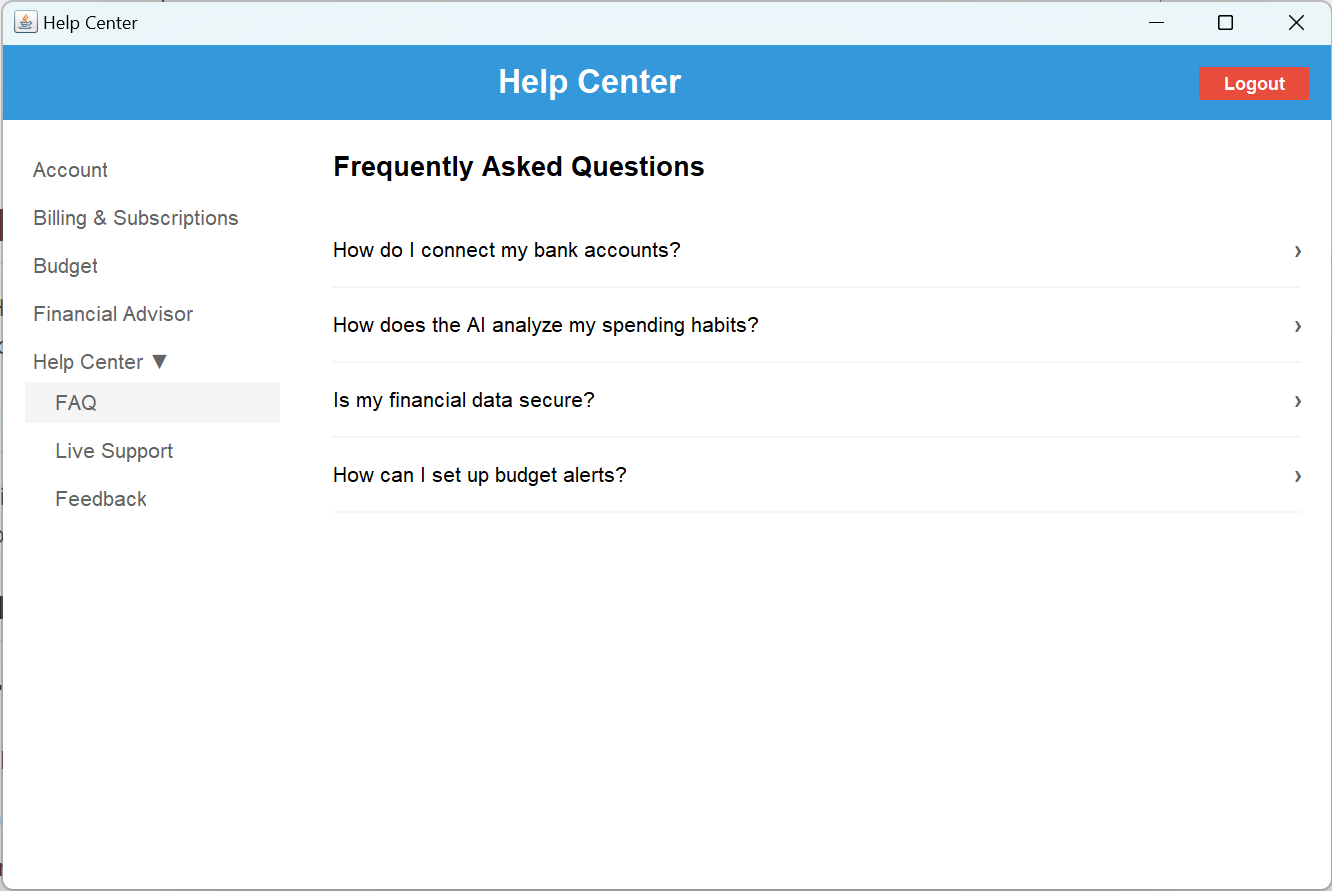 Help Center
Help Center
Logout
Account
Billing & Subscriptions
Budget
Financial Advisor
Help Center ▼
FAQ
Live Support
Feedback
Frequently Asked Questions
How do I connect my bank accounts? ›
How does the AI analyze my spending habits? ›
Is my financial data secure? ›
How can I set up budget alerts? ›